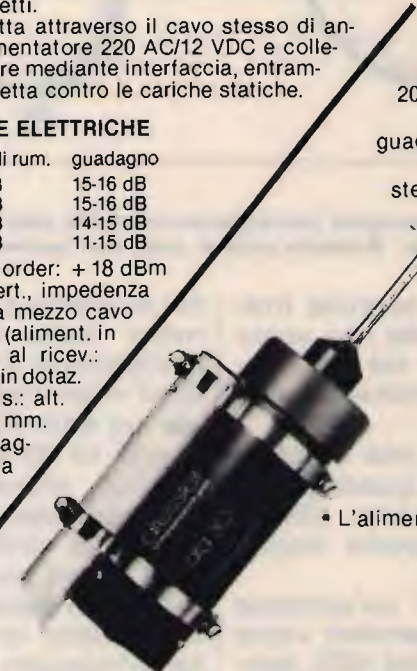 etti.
tta attraverso il cavo stesso di an-
mentatore 220 AC/12 VDC e colle-
re mediante interfaccia, entram-
etta contro le cariche statiche.
E ELETTRICHE
di rum. guadagno
B 15-16 dB
B 15-16 dB
B 14-15 dB
B 11-15 dB
order: + 18 dBm
ert., impedenza
a mezzo cavo
(aliment. in
al ricev.:
in dotaz.
s.: alt.
mm.
ag-
a
20
guad
ste
• L'alimen